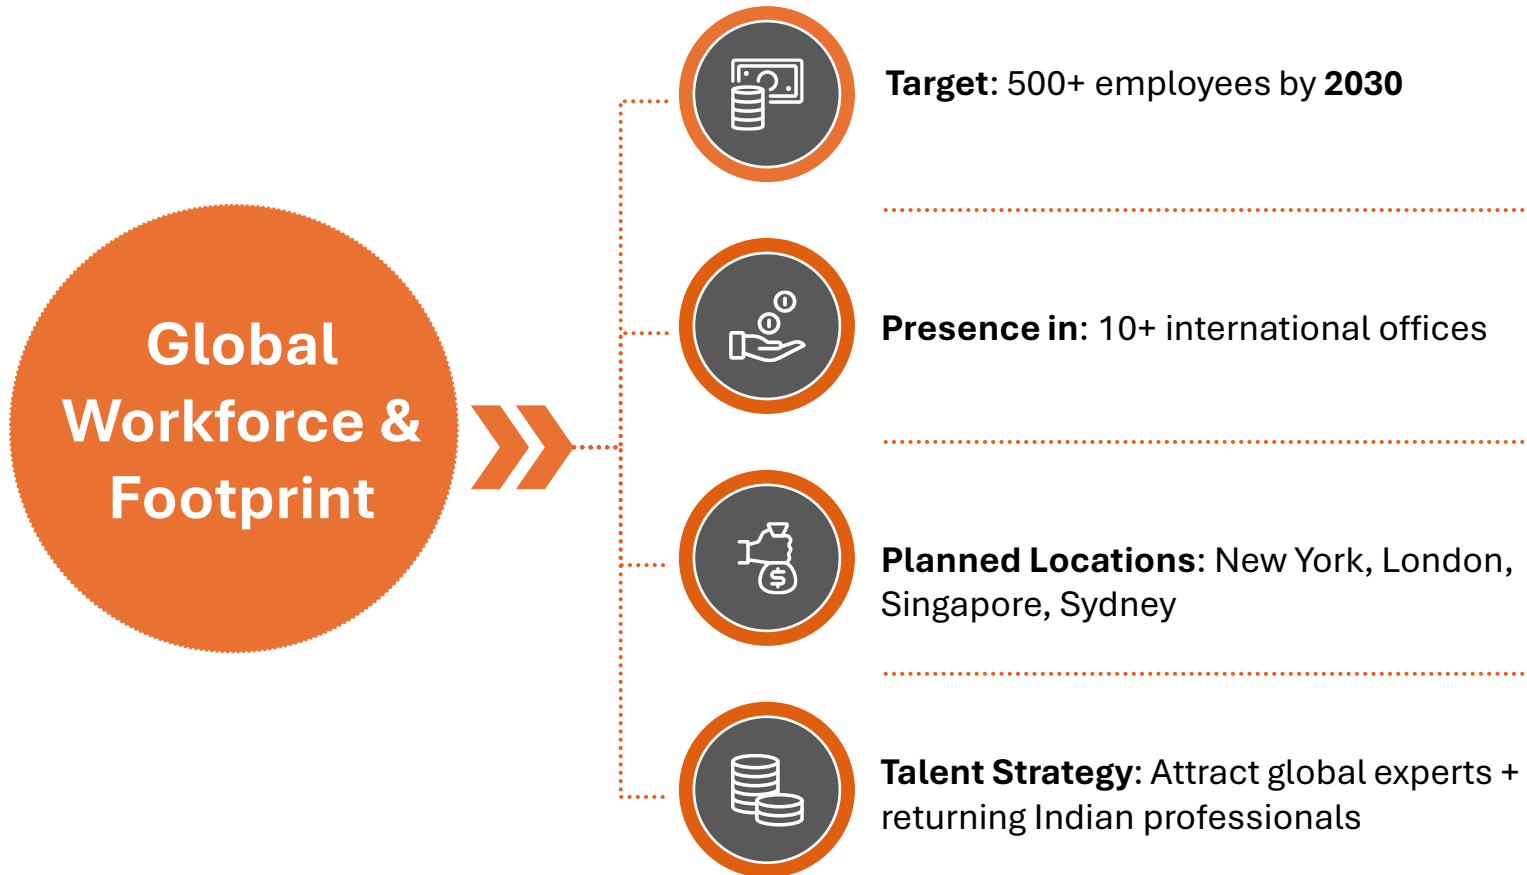 Global
Workforce &
Footprint
Target: 500+ employees by 2030
Presence in: 10+ international offices
Planned Locations: New York, London,
Singapore, Sydney
Talent Strategy: Attract global experts +
returning Indian professionals
$